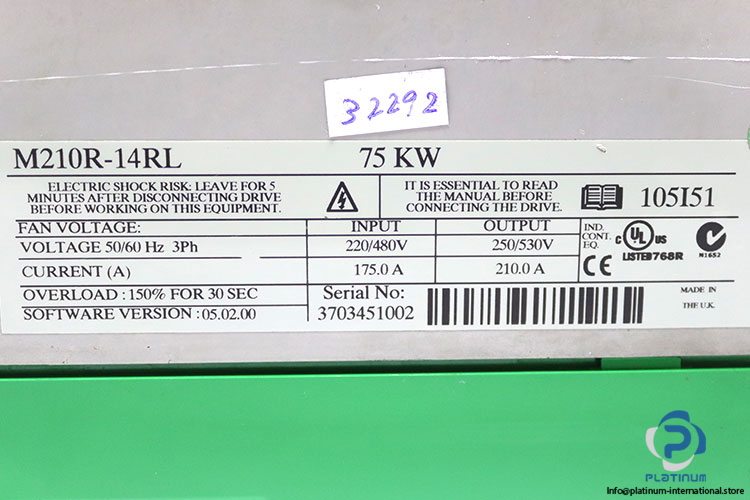 32292
M210R-14RL 75 KW
ELECTRIC SHOCK RISK: LEAVE FOR 5
MINUTES AFTER DISCONNECTING DRIVE
BEFORE WORKING ON THIS EQUIPMENT.
IT IS ESSENTIAL TO READ
THE MANUAL BEFORE
CONNECTING THE DRIVE.
105I51
FAN VOLTAGE: INPUT OUTPUT
VOLTAGE 50/60 Hz 3Ph 220/480V 250/530V
CURRENT (A) 175.0 A 210.0 A
OVERLOAD : 150% FOR 30 SEC
SOFTWARE VERSION : 05.02.00
Serial No:
3703451002
IND.
CONT.
EQ.
c UL us
LISTED 768R
CE
N1652
MADE IN
THE U.K.
PLATINUM
Info@platinum-international.store